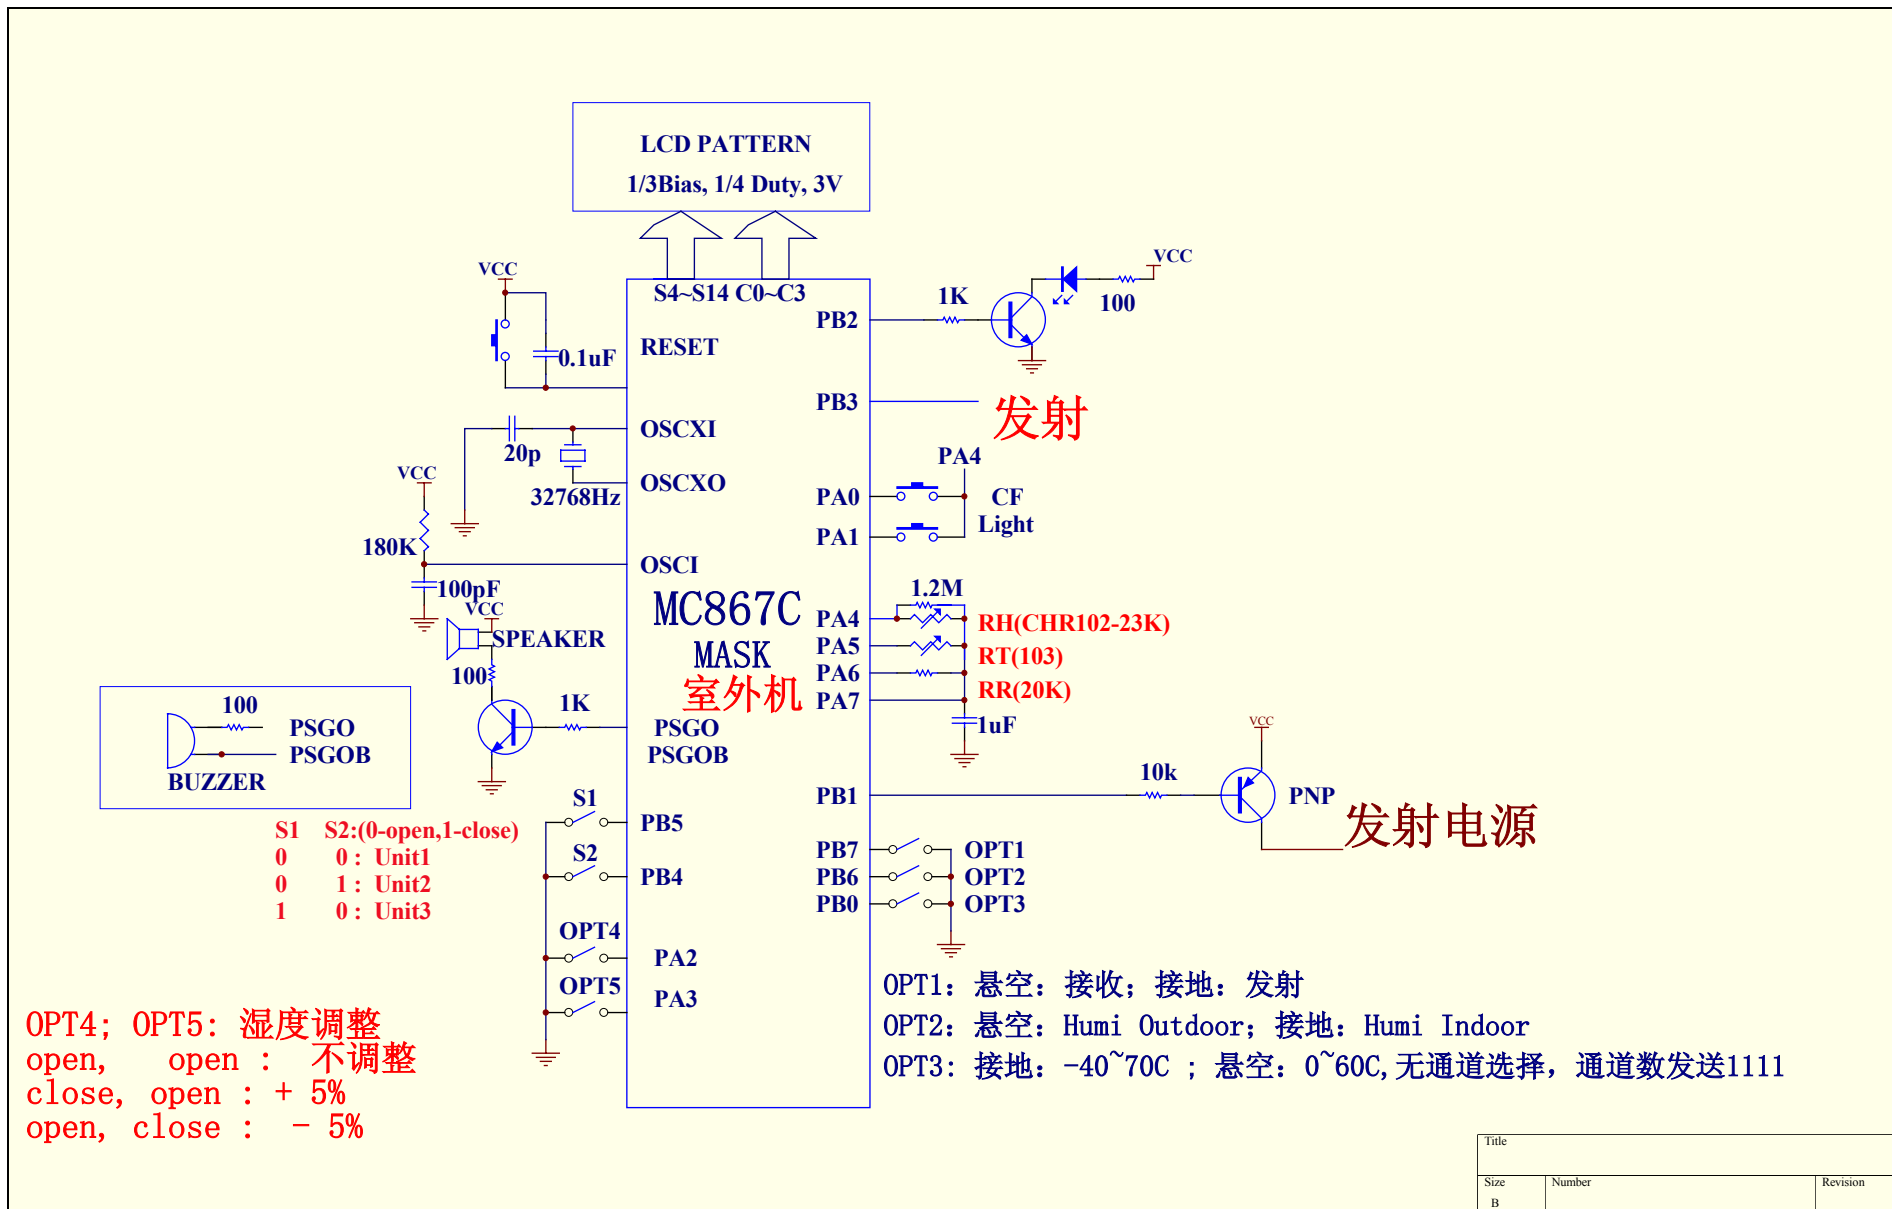 LCD PATTERN
1/3Bias, 1/4 Duty, 3V
S4~S14 C0~C3
VCC
0.1uF
RESET
20p
32768Hz
OSCXI
OSCXO
VCC
180K
100pF
OSCI
VCC
SPEAKER
100
1K
PSGO
PSGOB
100
PSGO
PSGOB
BUZZER
MC867C
MASK
室外机
S1
PB5
S2
PB4
S1 S2:(0-open,1-close)
0 0 : Unit1
0 1 : Unit2
1 0 : Unit3
OPT4
PA2
OPT5
PA3
OPT4; OPT5: 湿度调整
open, open : 不调整
close, open : + 5%
open, close : - 5%
PB2
1K
100
VCC
PB3
发射
PA4
PA0
CF
PA1
Light
1.2M
PA4
RH(CHR102-23K)
PA5
RT(103)
PA6
RR(20K)
PA7
1uF
PB1
10k
VCC
PNP
发射电源
PB7
OPT1
PB6
OPT2
PB0
OPT3
OPT1: 悬空: 接收; 接地: 发射
OPT2: 悬空: Humi Outdoor; 接地: Humi Indoor
OPT3: 接地: -40~70C ; 悬空: 0~60C,无通道选择, 通道数发送1111
Title
Size
Number
Revision
B